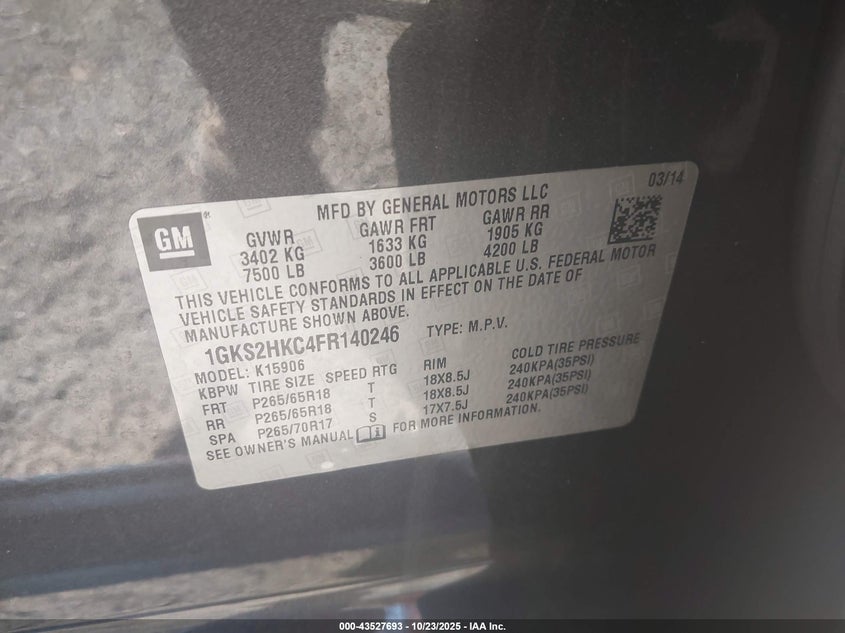 GM
MFD BY GENERAL MOTORS LLC
03/14
GVWR GAWR FRT GAWR RR
3402 KG 1633 KG 1905 KG
7500 LB 3600 LB 4200 LB
THIS VEHICLE CONFORMS TO ALL APPLICABLE U.S. FEDERAL MOTOR
VEHICLE SAFETY STANDARDS IN EFFECT ON THE DATE OF
MANUFACTURE SHOWN ABOVE.
1GKS2HKC4FR140246 TYPE: M.P.V.
MODEL: K15906
KBPW TIRE SIZE SPEED RTG RIM COLD TIRE PRESSURE
FRT P265/65R18 T 18X8.5J 240KPA(35PSI)
RR P265/65R18 T 18X8.5J 240KPA(35PSI)
SPA P265/70R17 S 17X7.5J 240KPA(35PSI)
SEE OWNER'S MANUAL FOR MORE INFORMATION.
000-43527693 - 10/23/2025 - IAA Inc.